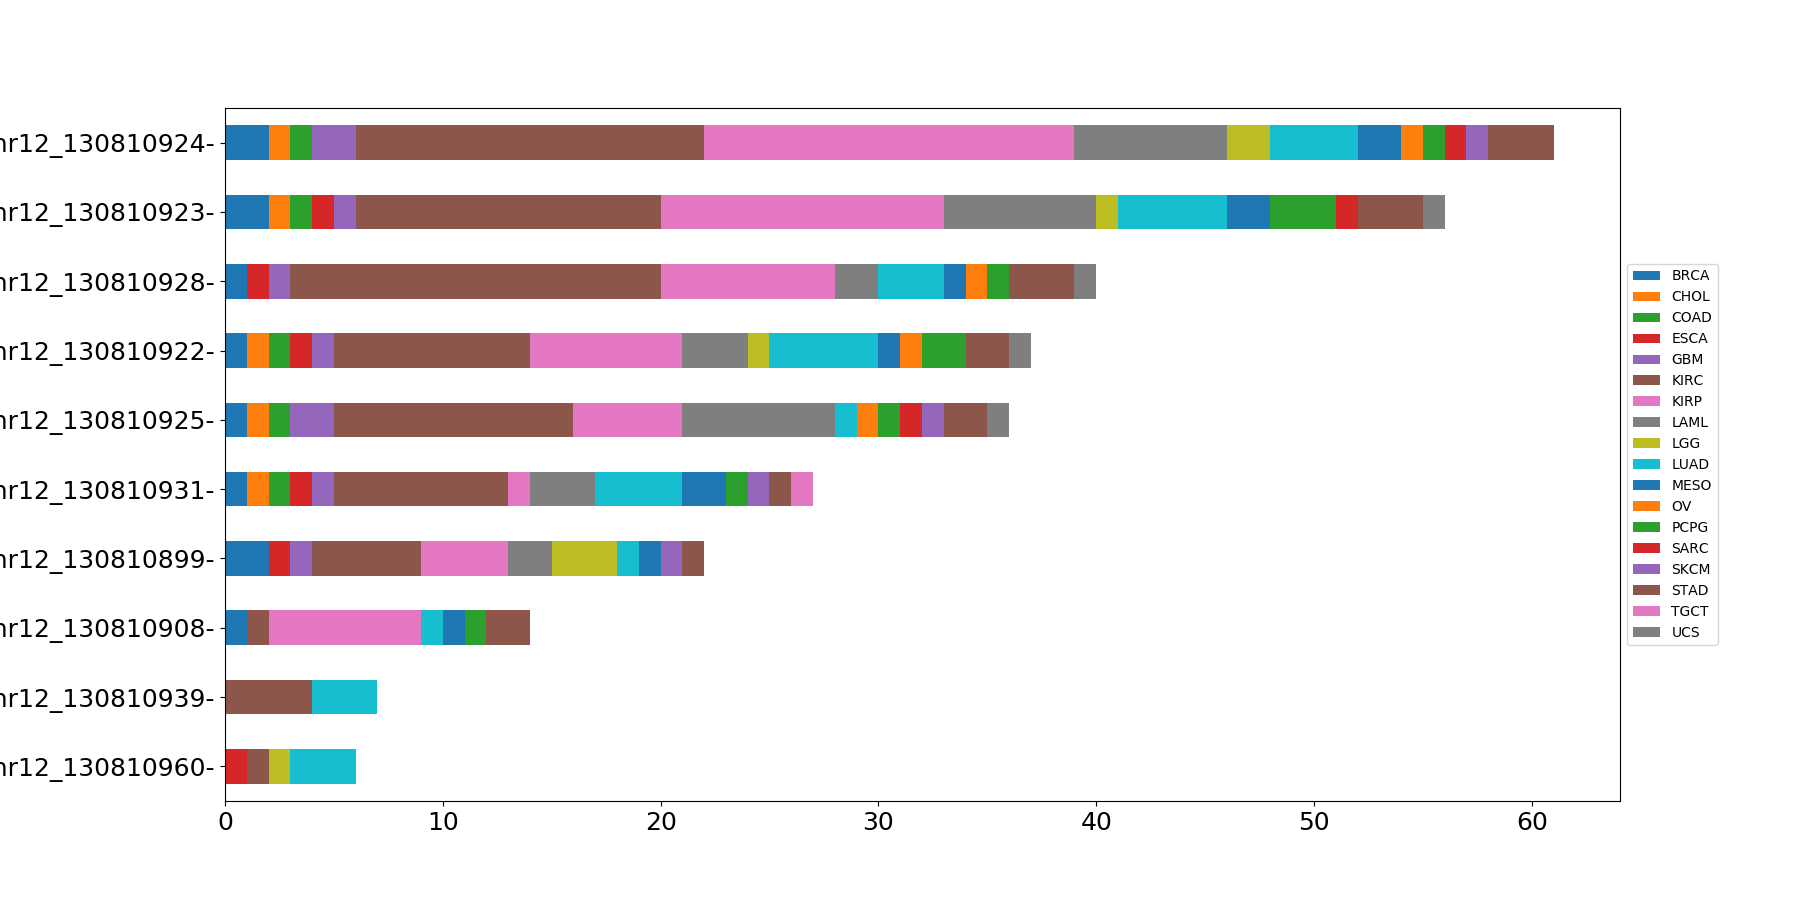 hr12_130810924-
hr12_130810923-
hr12_130810928-
hr12_130810922-
hr12_130810925-
hr12_130810931-
hr12_130810899-
hr12_130810908-
hr12_130810939-
hr12_130810960-
0 10 20 30 40 50 60
BRCA
CHOL
COAD
ESCA
GBM
KIRC
KIRP
LAML
LGG
LUAD
MESO
OV
PCPG
SARC
SKCM
STAD
TGCT
UCS